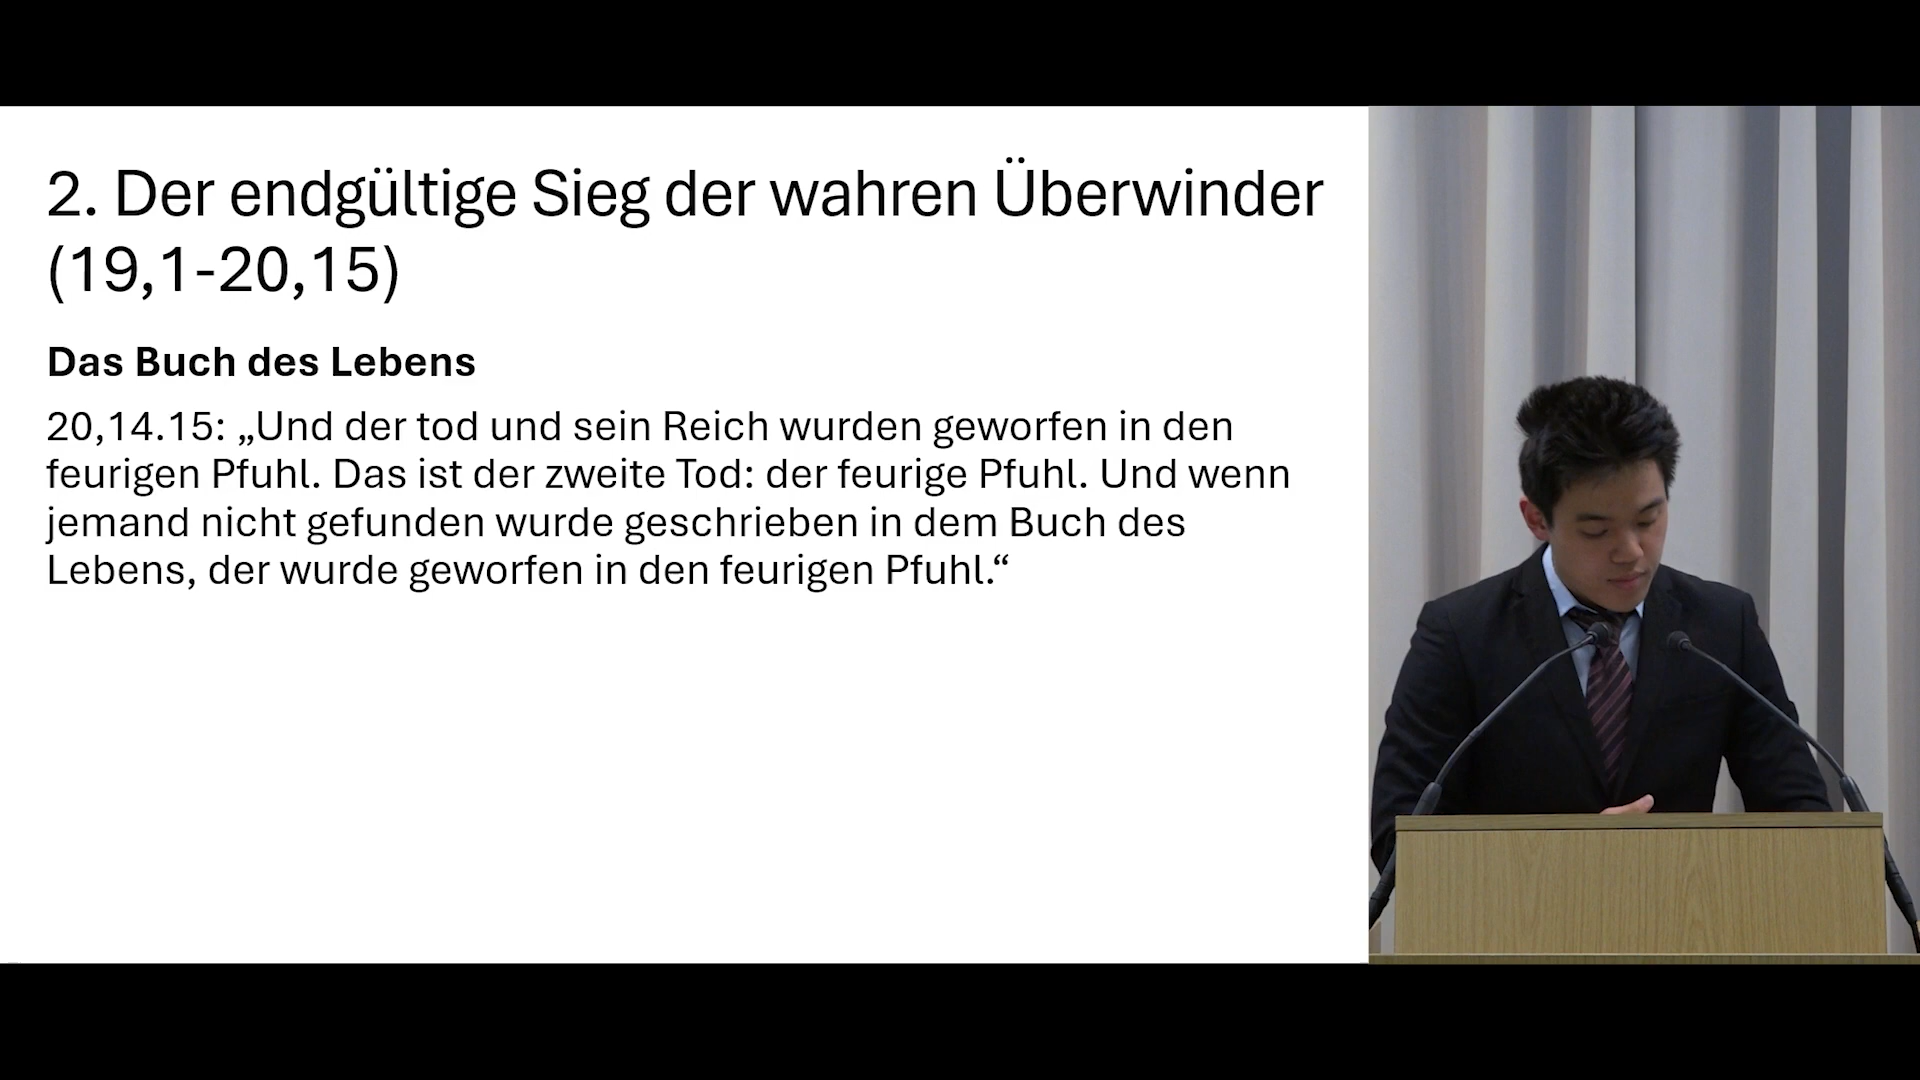 2. Der endgültige Sieg der wahren Überwinder
(19,1-20,15)
Das Buch des Lebens
20,14.15: „Und der tod und sein Reich wurden geworfen in den
feurigen Pfuhl. Das ist der zweite Tod: der feurige Pfuhl. Und wenn
jemand nicht gefunden wurde geschrieben in dem Buch des
Lebens, der wurde geworfen in den feurigen Pfuhl.“